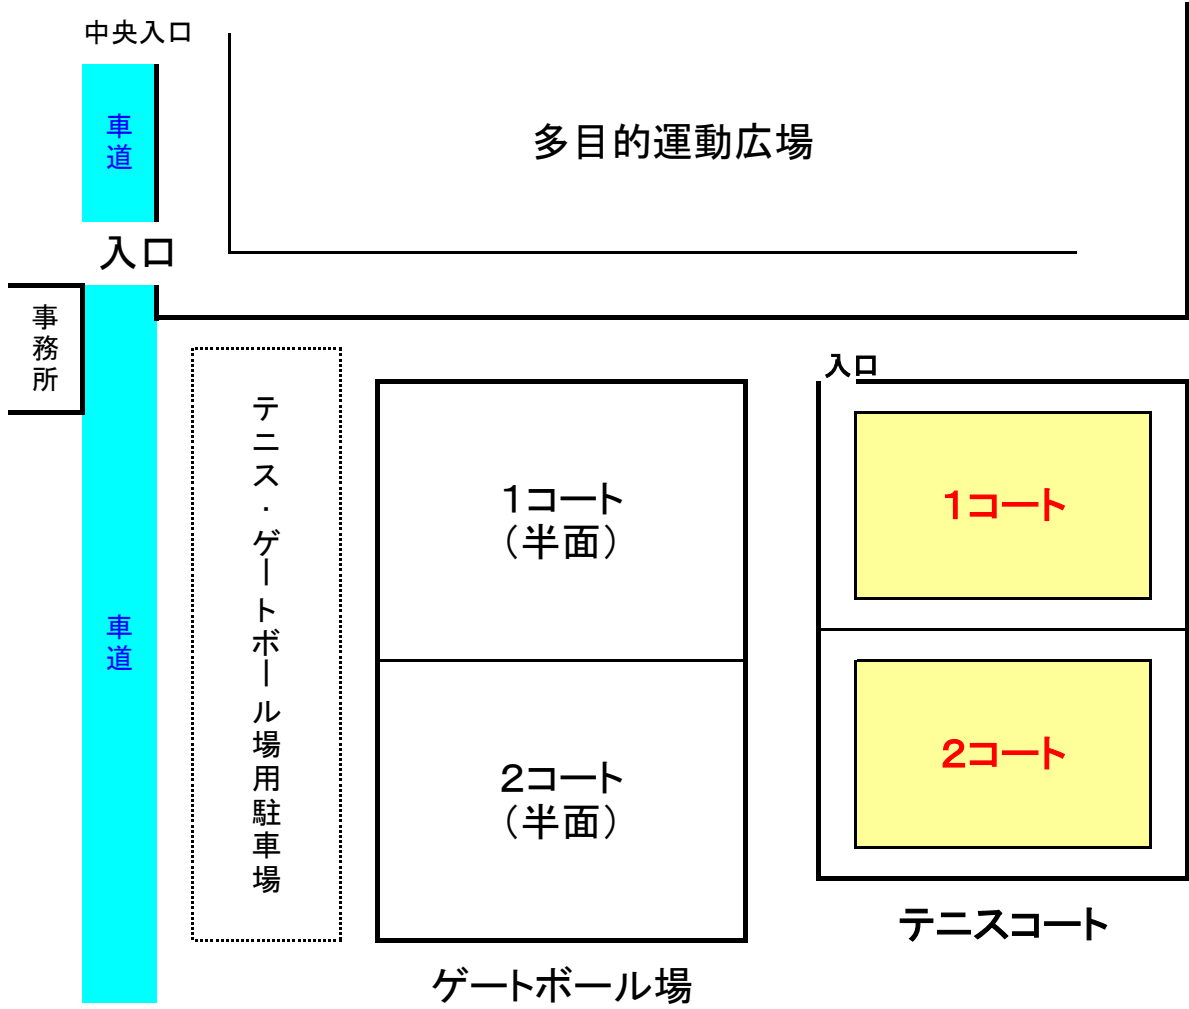 中央入口
車道
多目的運動広場
入口
事務所
入口
テニス・ゲートボール場用駐車場
1コート
（半面）
1コート
車道
2コート
（半面）
2コート
テニスコート
ゲートボール場